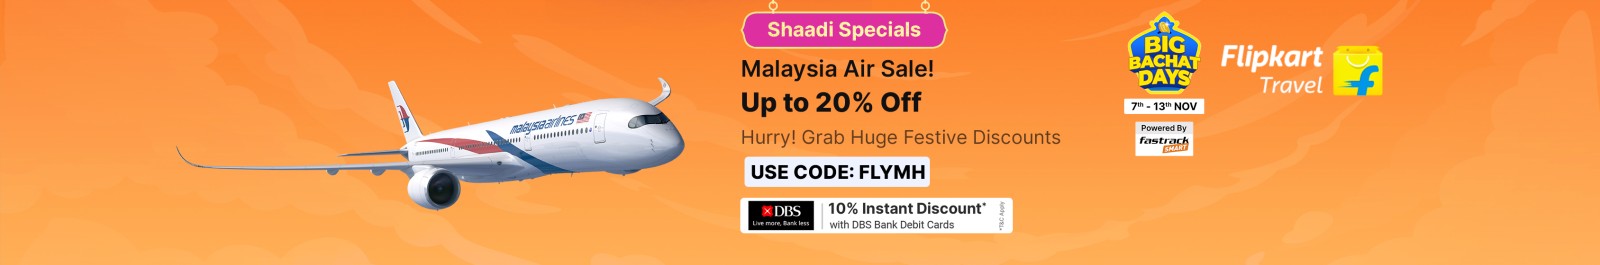 Shaadi Specials
Malaysia Air Sale!
Up to 20% Off
Hurry! Grab Huge Festive Discounts
USE CODE: FLYMH
DBS
Live more, Bank less
10% Instant Discount*
with DBS Bank Debit Cards
*T&C Apply
malaysia airlines
BIG
BACHAT
DAYS
7th - 13th NOV
Powered By
fastrack
SMART
Flipkart
Travel